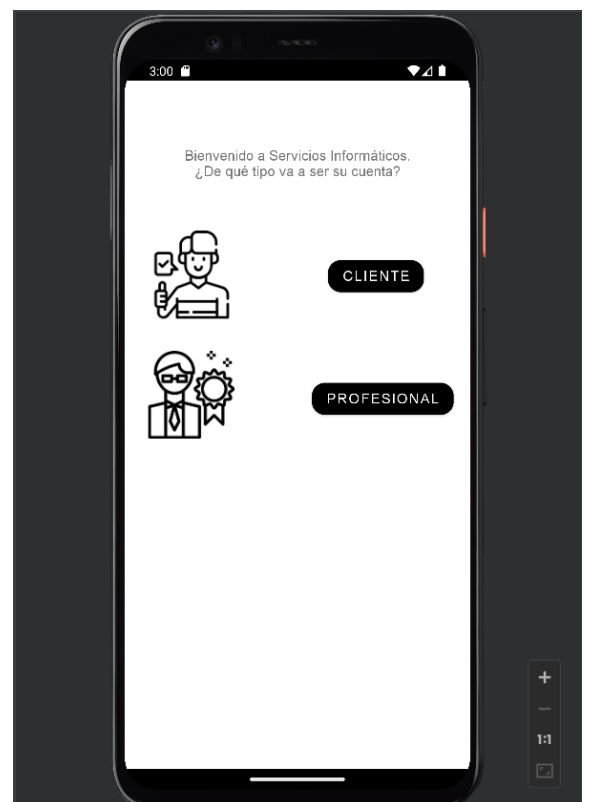 3:00
Bienvenido a Servicios Informáticos.
¿De qué tipo va a ser su cuenta?
CLIENTE
PROFESIONAL
+
−
1:1